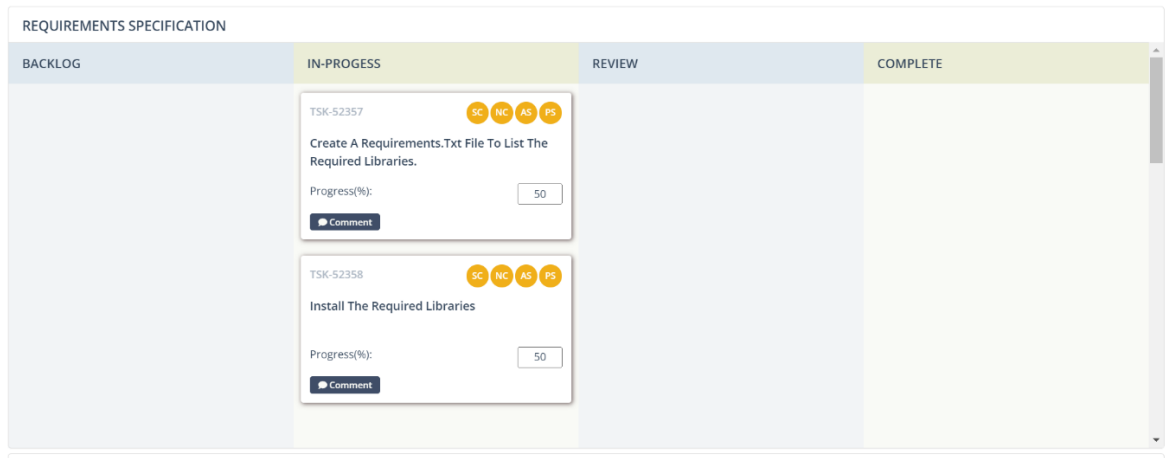 REQUIREMENTS SPECIFICATION
BACKLOG
IN-PROGESS
REVIEW
COMPLETE
TSK-52357
SC NC AS PS
Create A Requirements.Txt File To List The
Required Libraries.
Progress(%):
50
Comment
TSK-52358
SC NC AS PS
Install The Required Libraries
Progress(%):
50
Comment